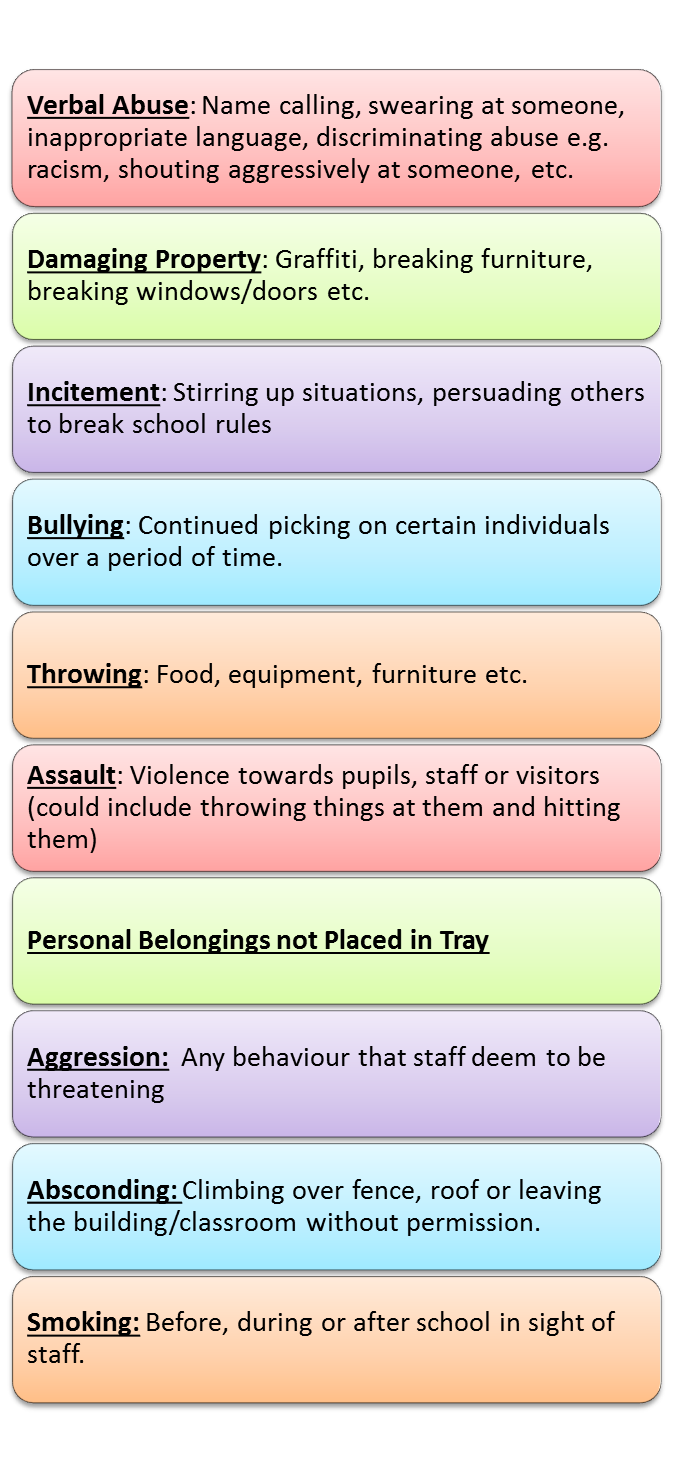 Verbal Abuse: Name calling, swearing at someone,
inappropriate language, discriminating abuse e.g.
racism, shouting aggressively at someone, etc.
Damaging Property: Graffiti, breaking furniture,
breaking windows/doors etc.
Incitement: Stirring up situations, persuading others
to break school rules
Bullying: Continued picking on certain individuals
over a period of time.
Throwing: Food, equipment, furniture etc.
Assault: Violence towards pupils, staff or visitors
(could include throwing things at them and hitting
them)
Personal Belongings not Placed in Tray
Aggression: Any behaviour that staff deem to be
threatening
Absconding: Climbing over fence, roof or leaving
the building/classroom without permission.
Smoking: Before, during or after school in sight of
staff.